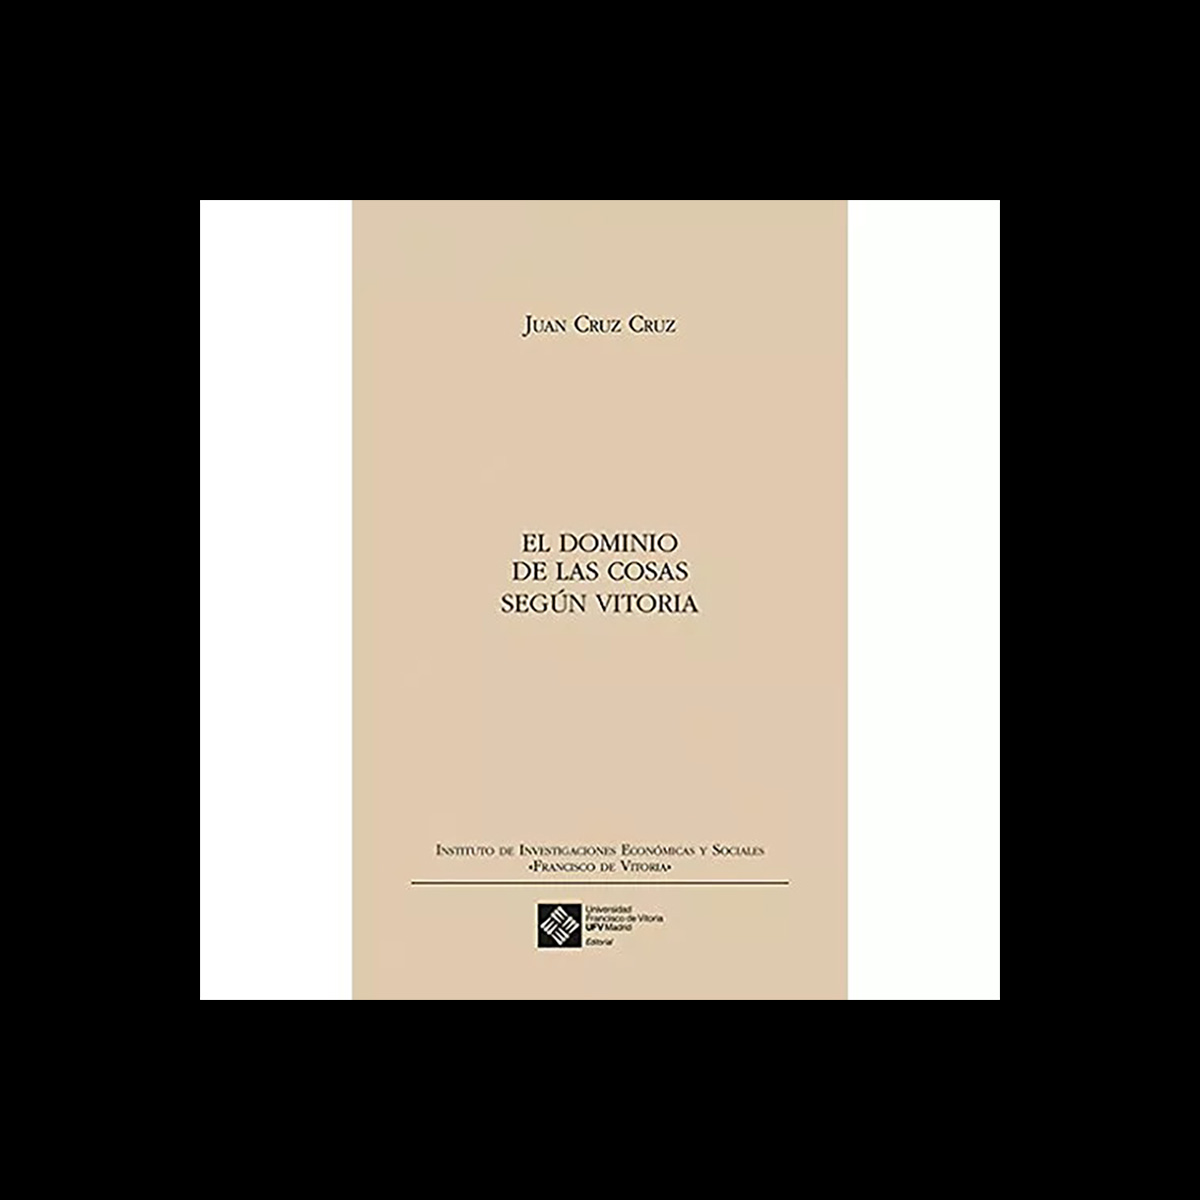 Juan Cruz Cruz
EL DOMINIO
DE LAS COSAS
SEGÚN VITORIA
Instituto de Investigaciones Económicas y Sociales
«Francisco de Vitoria»
Universidad
Francisco de Vitoria
UFV Madrid
Editorial